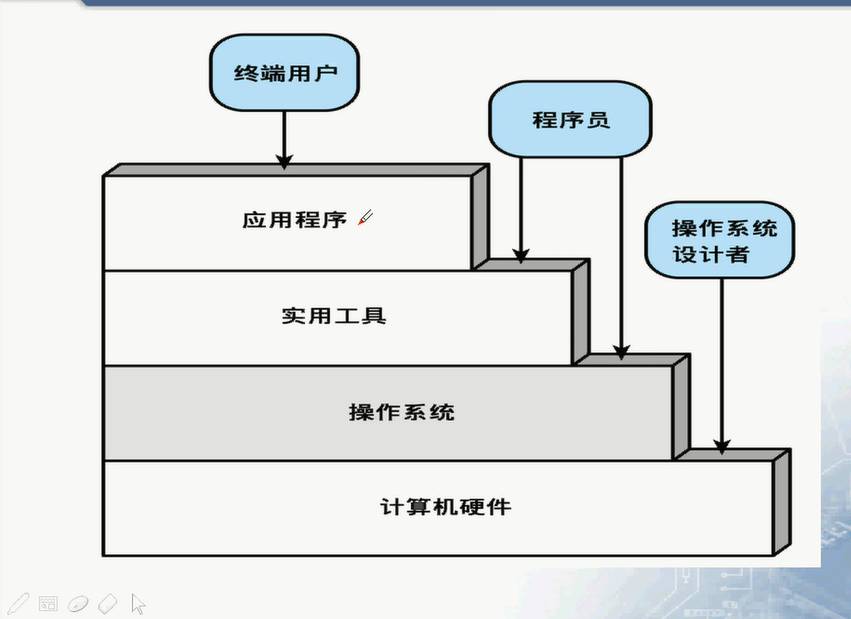 终端用户
程序员
应用程序
操作系统
设计者
实用工具
操作系统
计算机硬件